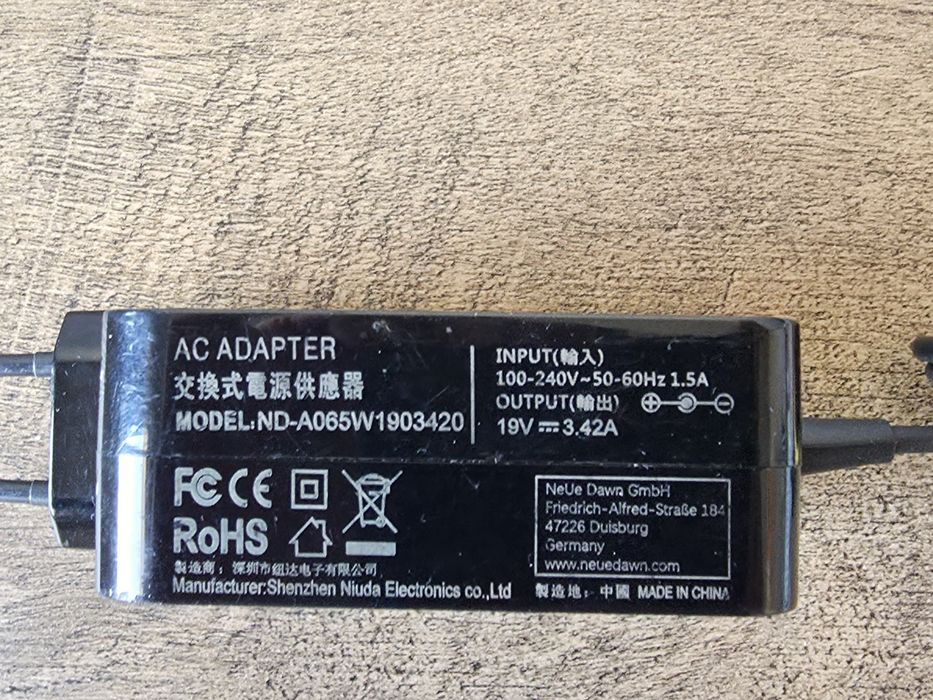 AC ADAPTER
交換式電源供應器
MODEL:ND-A065W1903420
INPUT(輸入)
100-240V~50-60Hz 1.5A
OUTPUT(輸出)
19V⎓3.42A
FC CE
RoHS
製造商：深圳市纽达电子有限公司
Manufacturer:Shenzhen Niuda Electronics co.,Ltd
NeUe Dawn GmbH
Friedrich-Alfred-Straße 184
47226 Duisburg
Germany
www.neuedawn.com
製造地：中國 MADE IN CHINA